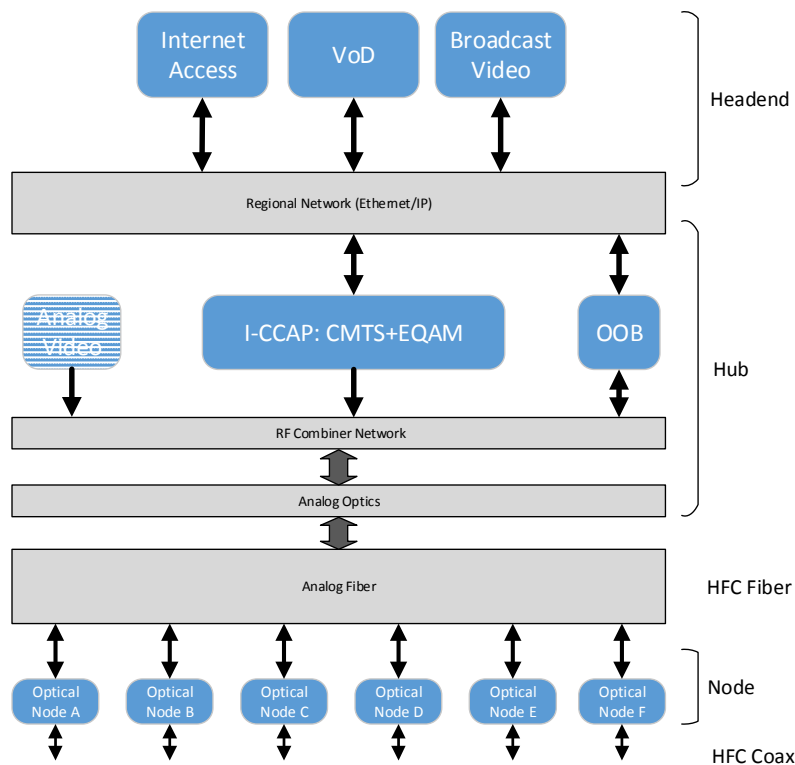 Internet
Access
VoD
Broadcast
Video
Headend
Regional Network (Ethernet/IP)
Analog
Video
I-CCAP: CMTS+EQAM
OOB
Hub
RF Combiner Network
Analog Optics
Analog Fiber
HFC Fiber
Optical
Node A
Optical
Node B
Optical
Node C
Optical
Node D
Optical
Node E
Optical
Node F
Node
HFC Coax